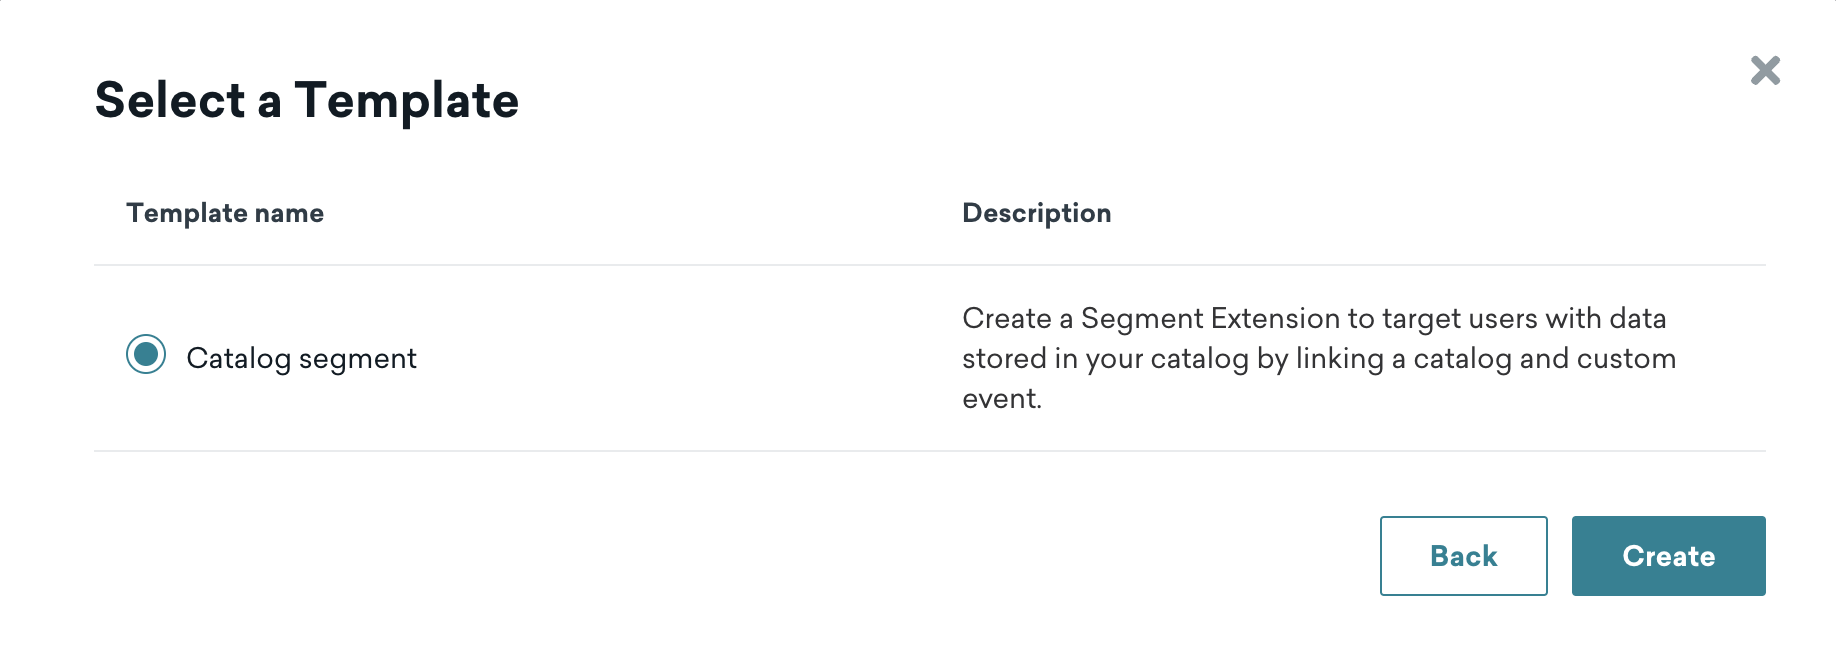 Select a Template
Template name
Description
Catalog segment
Create a Segment Extension to target users with data
stored in your catalog by linking a catalog and custom
event.
Back
Create